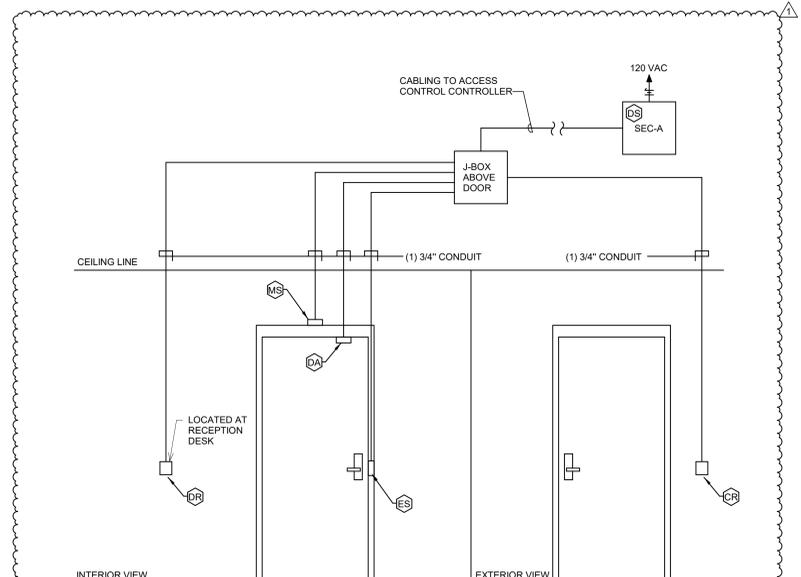 1
120 VAC
CABLING TO ACCESS
CONTROL CONTROLLER
DS
SEC-A
J-BOX
ABOVE
DOOR
CEILING LINE
(1) 3/4" CONDUIT
(1) 3/4" CONDUIT
MS
DA
LOCATED AT
RECEPTION
DESK
DR
ES
CR
INTERIOR VIEW
EXTERIOR VIEW